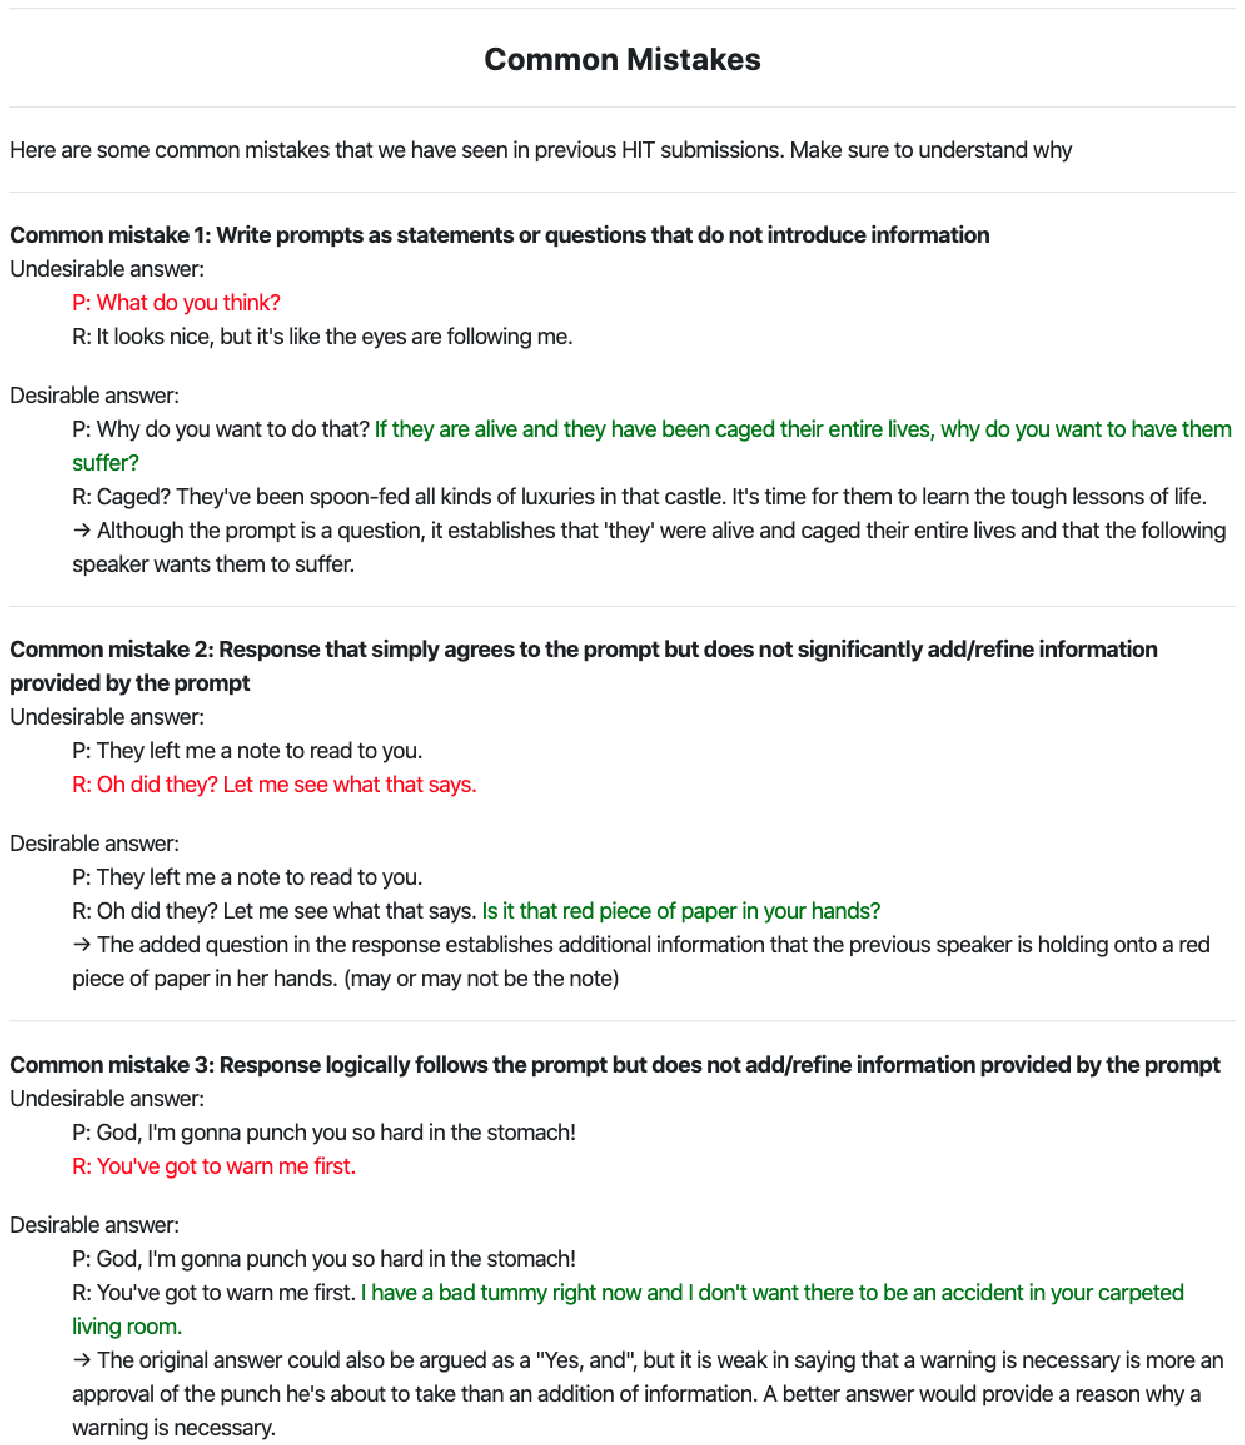 Common Mistakes
Here are some common mistakes that we have seen in previous HIT submissions. Make sure to understand why
Common mistake 1: Write prompts as statements or questions that do not introduce information
Undesirable answer:
P: What do you think?
R: It looks nice, but it's like the eyes are following me.
Desirable answer:
P: Why do you want to do that? If they are alive and they have been caged their entire lives, why do you want to have them
suffer?
R: Caged? They've been spoon-fed all kinds of luxuries in that castle. It's time for them to learn the tough lessons of life.
→ Although the prompt is a question, it establishes that 'they' were alive and caged their entire lives and that the following
speaker wants them to suffer.
Common mistake 2: Response that simply agrees to the prompt but does not significantly add/refine information
provided by the prompt
Undesirable answer:
P: They left me a note to read to you.
R: Oh did they? Let me see what that says.
Desirable answer:
P: They left me a note to read to you.
R: Oh did they? Let me see what that says. Is it that red piece of paper in your hands?
→ The added question in the response establishes additional information that the previous speaker is holding onto a red
piece of paper in her hands. (may or may not be the note)
Common mistake 3: Response logically follows the prompt but does not add/refine information provided by the prompt
Undesirable answer:
P: God, I'm gonna punch you so hard in the stomach!
R: You've got to warn me first.
Desirable answer:
P: God, I'm gonna punch you so hard in the stomach!
R: You've got to warn me first. I have a bad tummy right now and I don't want there to be an accident in your carpeted
living room.
→ The original answer could also be argued as a "Yes, and", but it is weak in saying that a warning is necessary is more an
approval of the punch he's about to take than an addition of information. A better answer would provide a reason why a
warning is necessary.